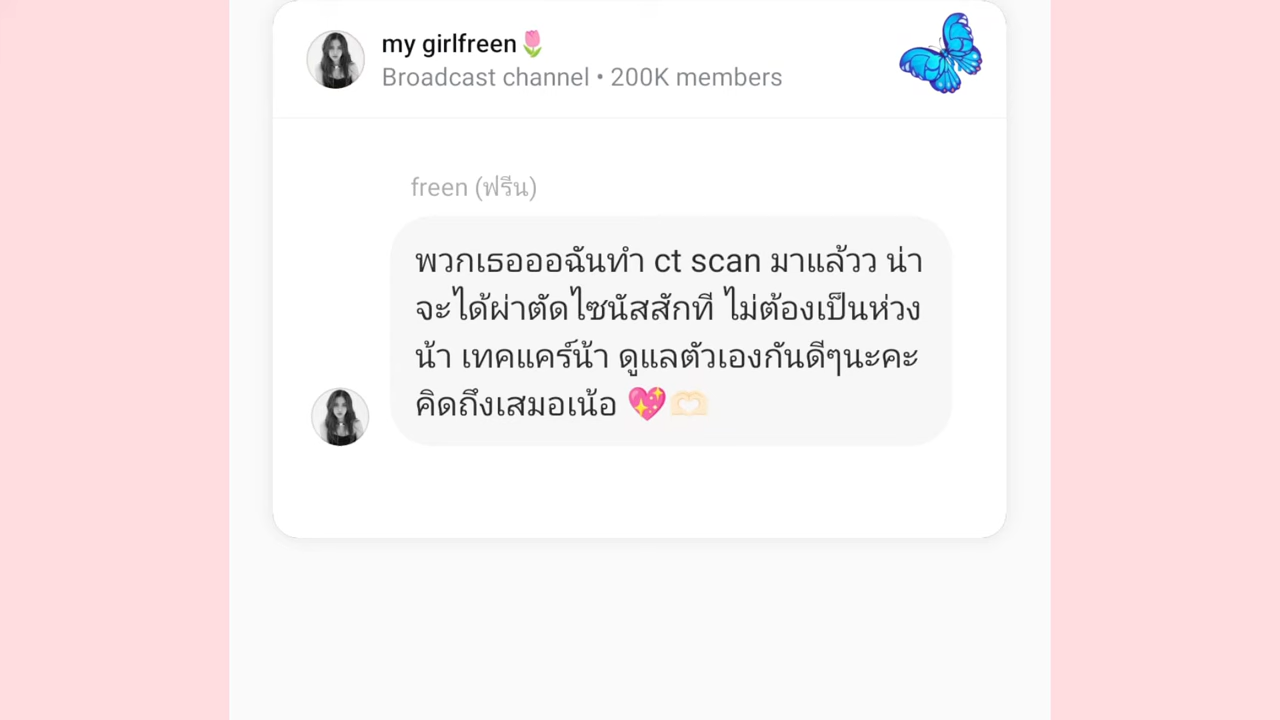 my girlfreen🌷
Broadcast channel • 200K members
freen (ฟรีน)
พวกเธอออฉันทำ ct scan มาแล้วว น่า
จะได้ผ่าตัดไซนัสสักที ไม่ต้องเป็นห่วง
น้า เทคแคร์น้า ดูแลตัวเองกันดีๆนะคะ
คิดถึงเสมอเน้อ 💖🫶🏻